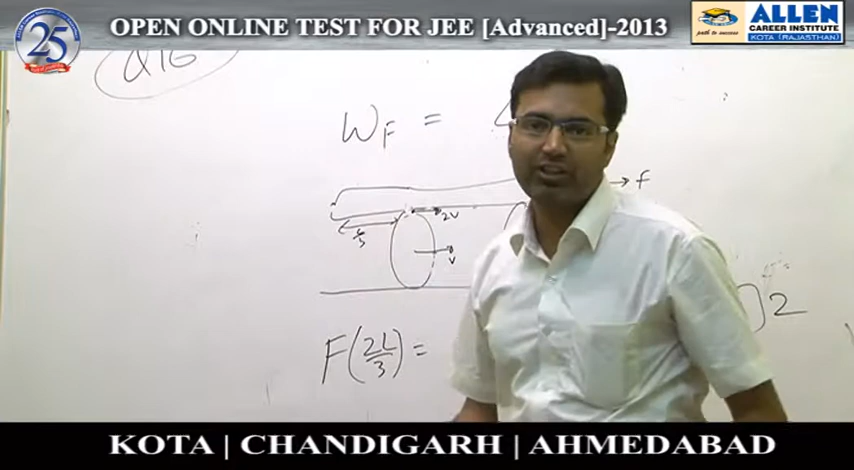 25
OPEN ONLINE TEST FOR JEE [Advanced]-2013
path to success
ALLEN
CAREER INSTITUTE
KOTA (RAJASTHAN)
Q16
W_F =
F
2V
V
F(2L/3) =
2
KOTA | CHANDIGARH | AHMEDABAD